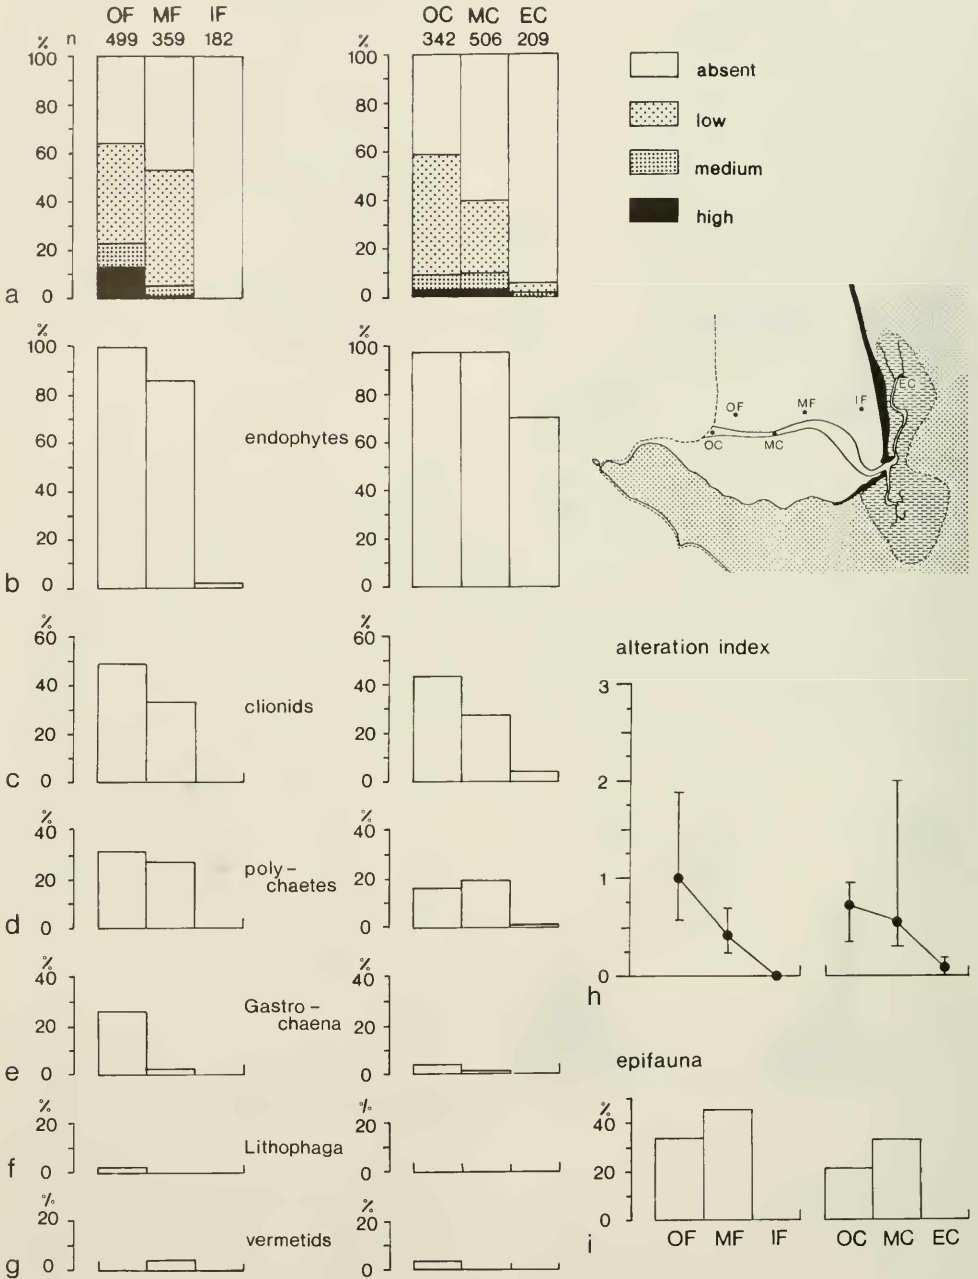 OF MF IF
% n 499 359 182
100
80
60
40
20
a 0
OC MC EC
% 342 506 209
100
80
60
40
20
0
absent
low
medium
high
%
100
80
60
40
20
b 0
endophytes
%
100
80
60
40
20
0
OF MF IF EC
OC MC
%
60
40
20
c 0
clionids
%
60
40
20
0
%
40
20
d 0
poly-
chaetes
%
40
20
0
%
40
20
e 0
Gastro-
chaena
%
40
20
0
%
20
f 0
Lithophaga
%
20
0
%
20
g 0
vermetids
%
20
0
alteration index
3
2
1
0
h
epifauna
%
40
20
0
i OF MF IF OC MC EC